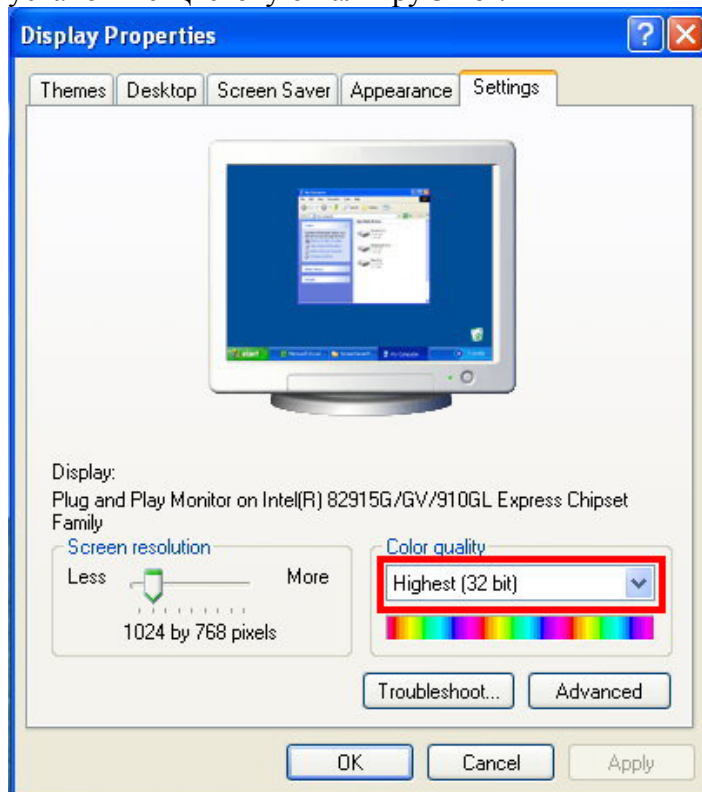 Display Properties
Themes Desktop Screen Saver Appearance Settings
Display:
Plug and Play Monitor on Intel(R) 82915G/GV/910GL Express Chipset
Family
Screen resolution
Less More
1024 by 768 pixels
Color quality
Highest (32 bit)
Troubleshoot... Advanced
OK Cancel Apply